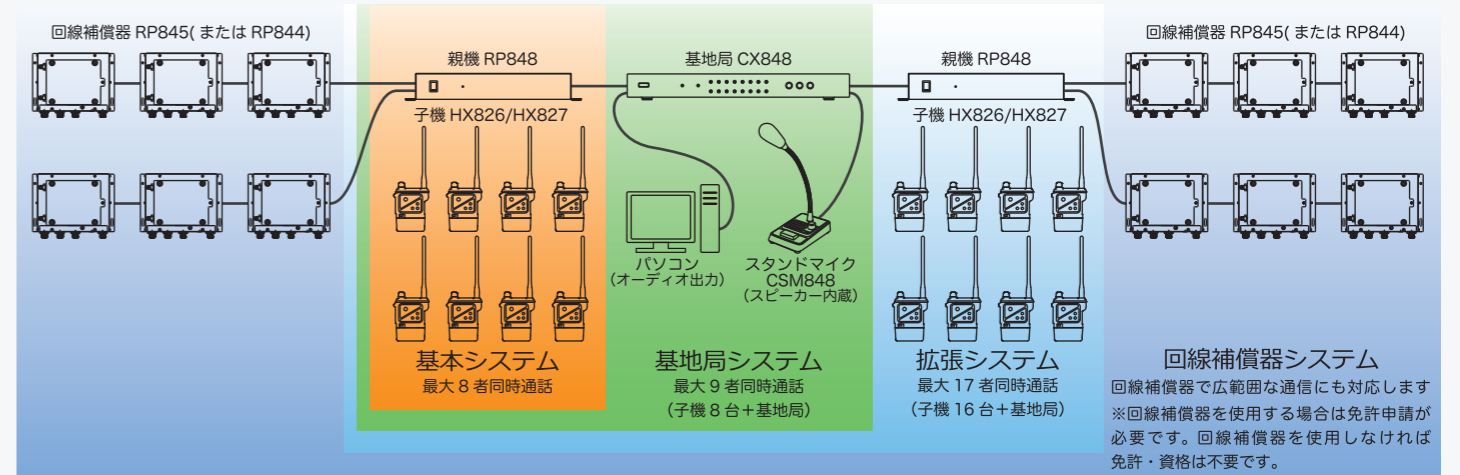 回線補償器 RP845( または RP844)
親機 RP848
基地局 CX848
親機 RP848
回線補償器 RP845( または RP844)
子機 HX826/HX827
子機 HX826/HX827
パソコン
（オーディオ出力）
スタンドマイク
CSM848
（スピーカー内蔵）
基本システム
最大 8 者同時通話
基地局システム
最大 9 者同時通話
（子機 8 台＋基地局）
拡張システム
最大 17 者同時通話
（子機 16 台＋基地局）
回線補償器システム
回線補償器で広範囲な通信にも対応します
※回線補償器を使用する場合は免許申請が
必要です。回線補償器を使用しなければ
免許・資格は不要です。